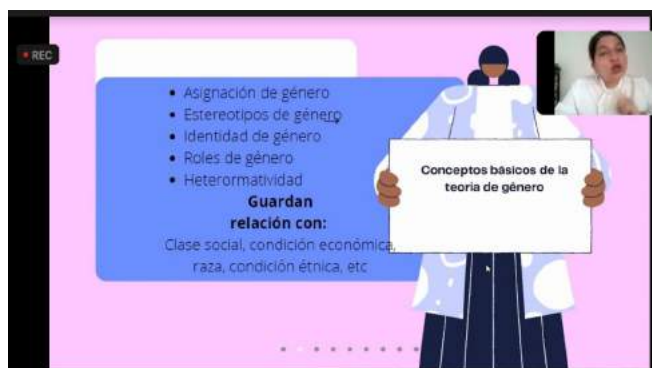 REC
Asignación de género
Estereotipos de género
Identidad de género
Roles de género
Heterormatividad
Guardan
relación con:
Clase social, condición económica,
raza, condición étnica, etc
Conceptos básicos de la
teoría de género